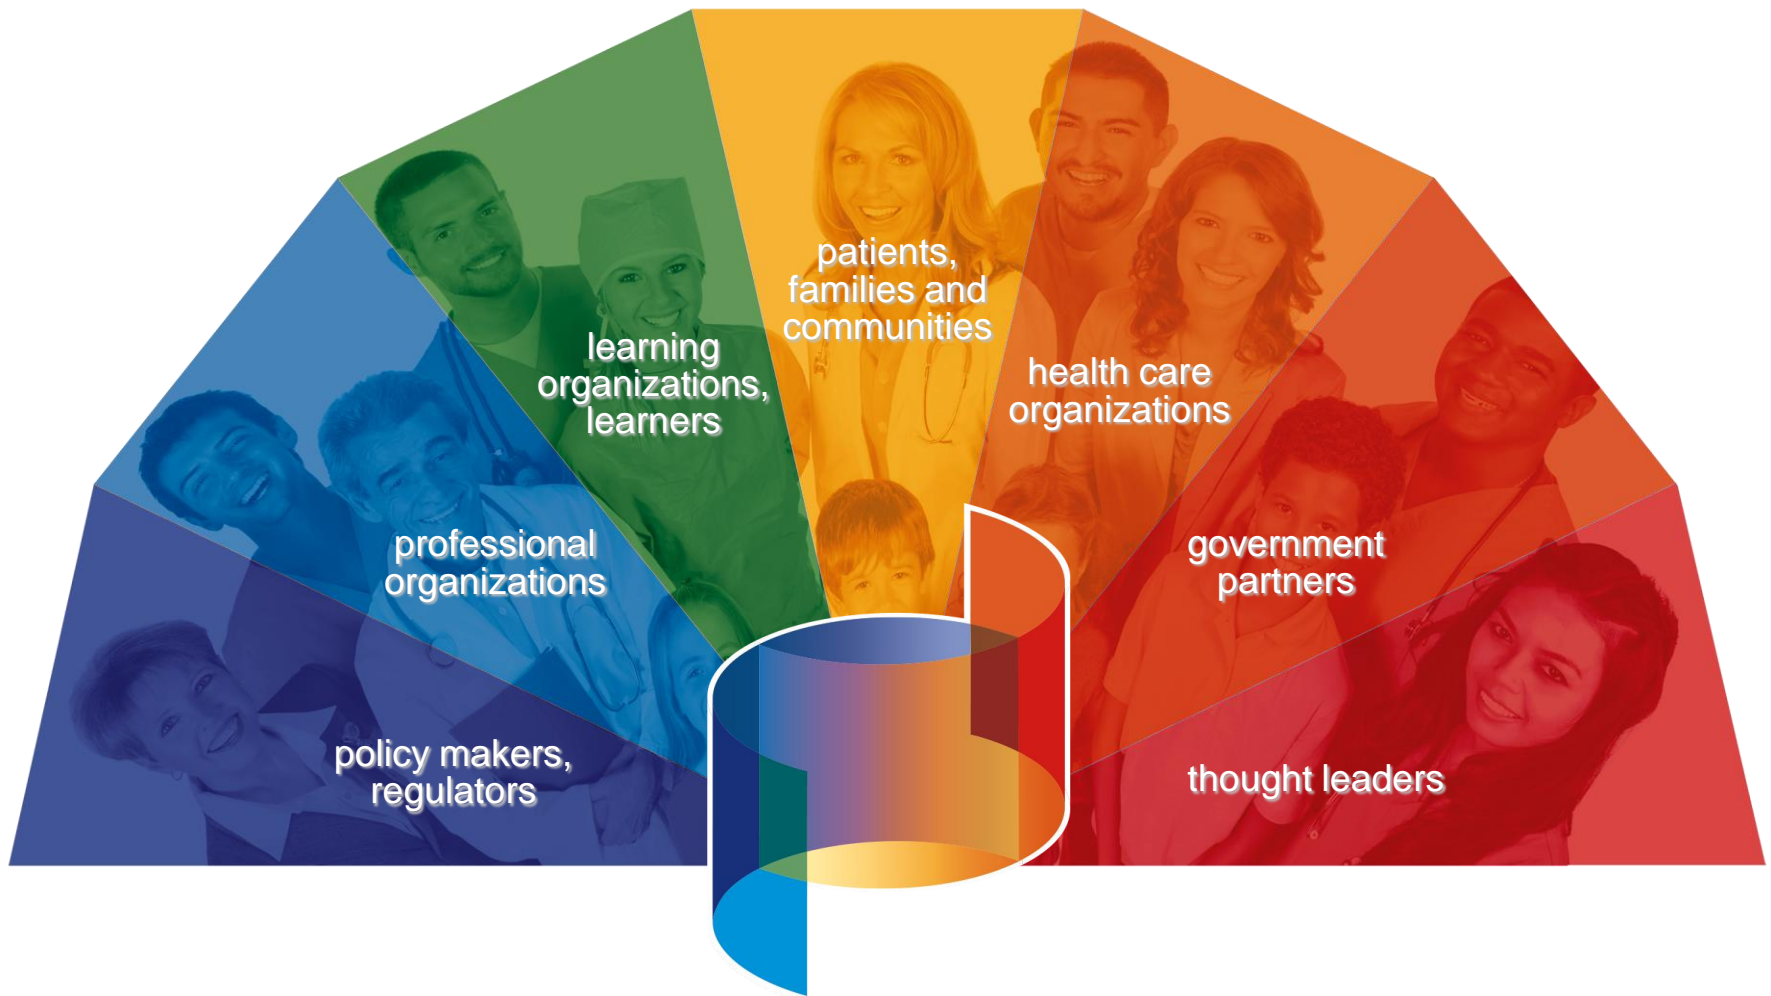 policy makers,
regulators
professional
organizations
learning
organizations,
learners
patients,
families and
communities
health care
organizations
government
partners
thought leaders